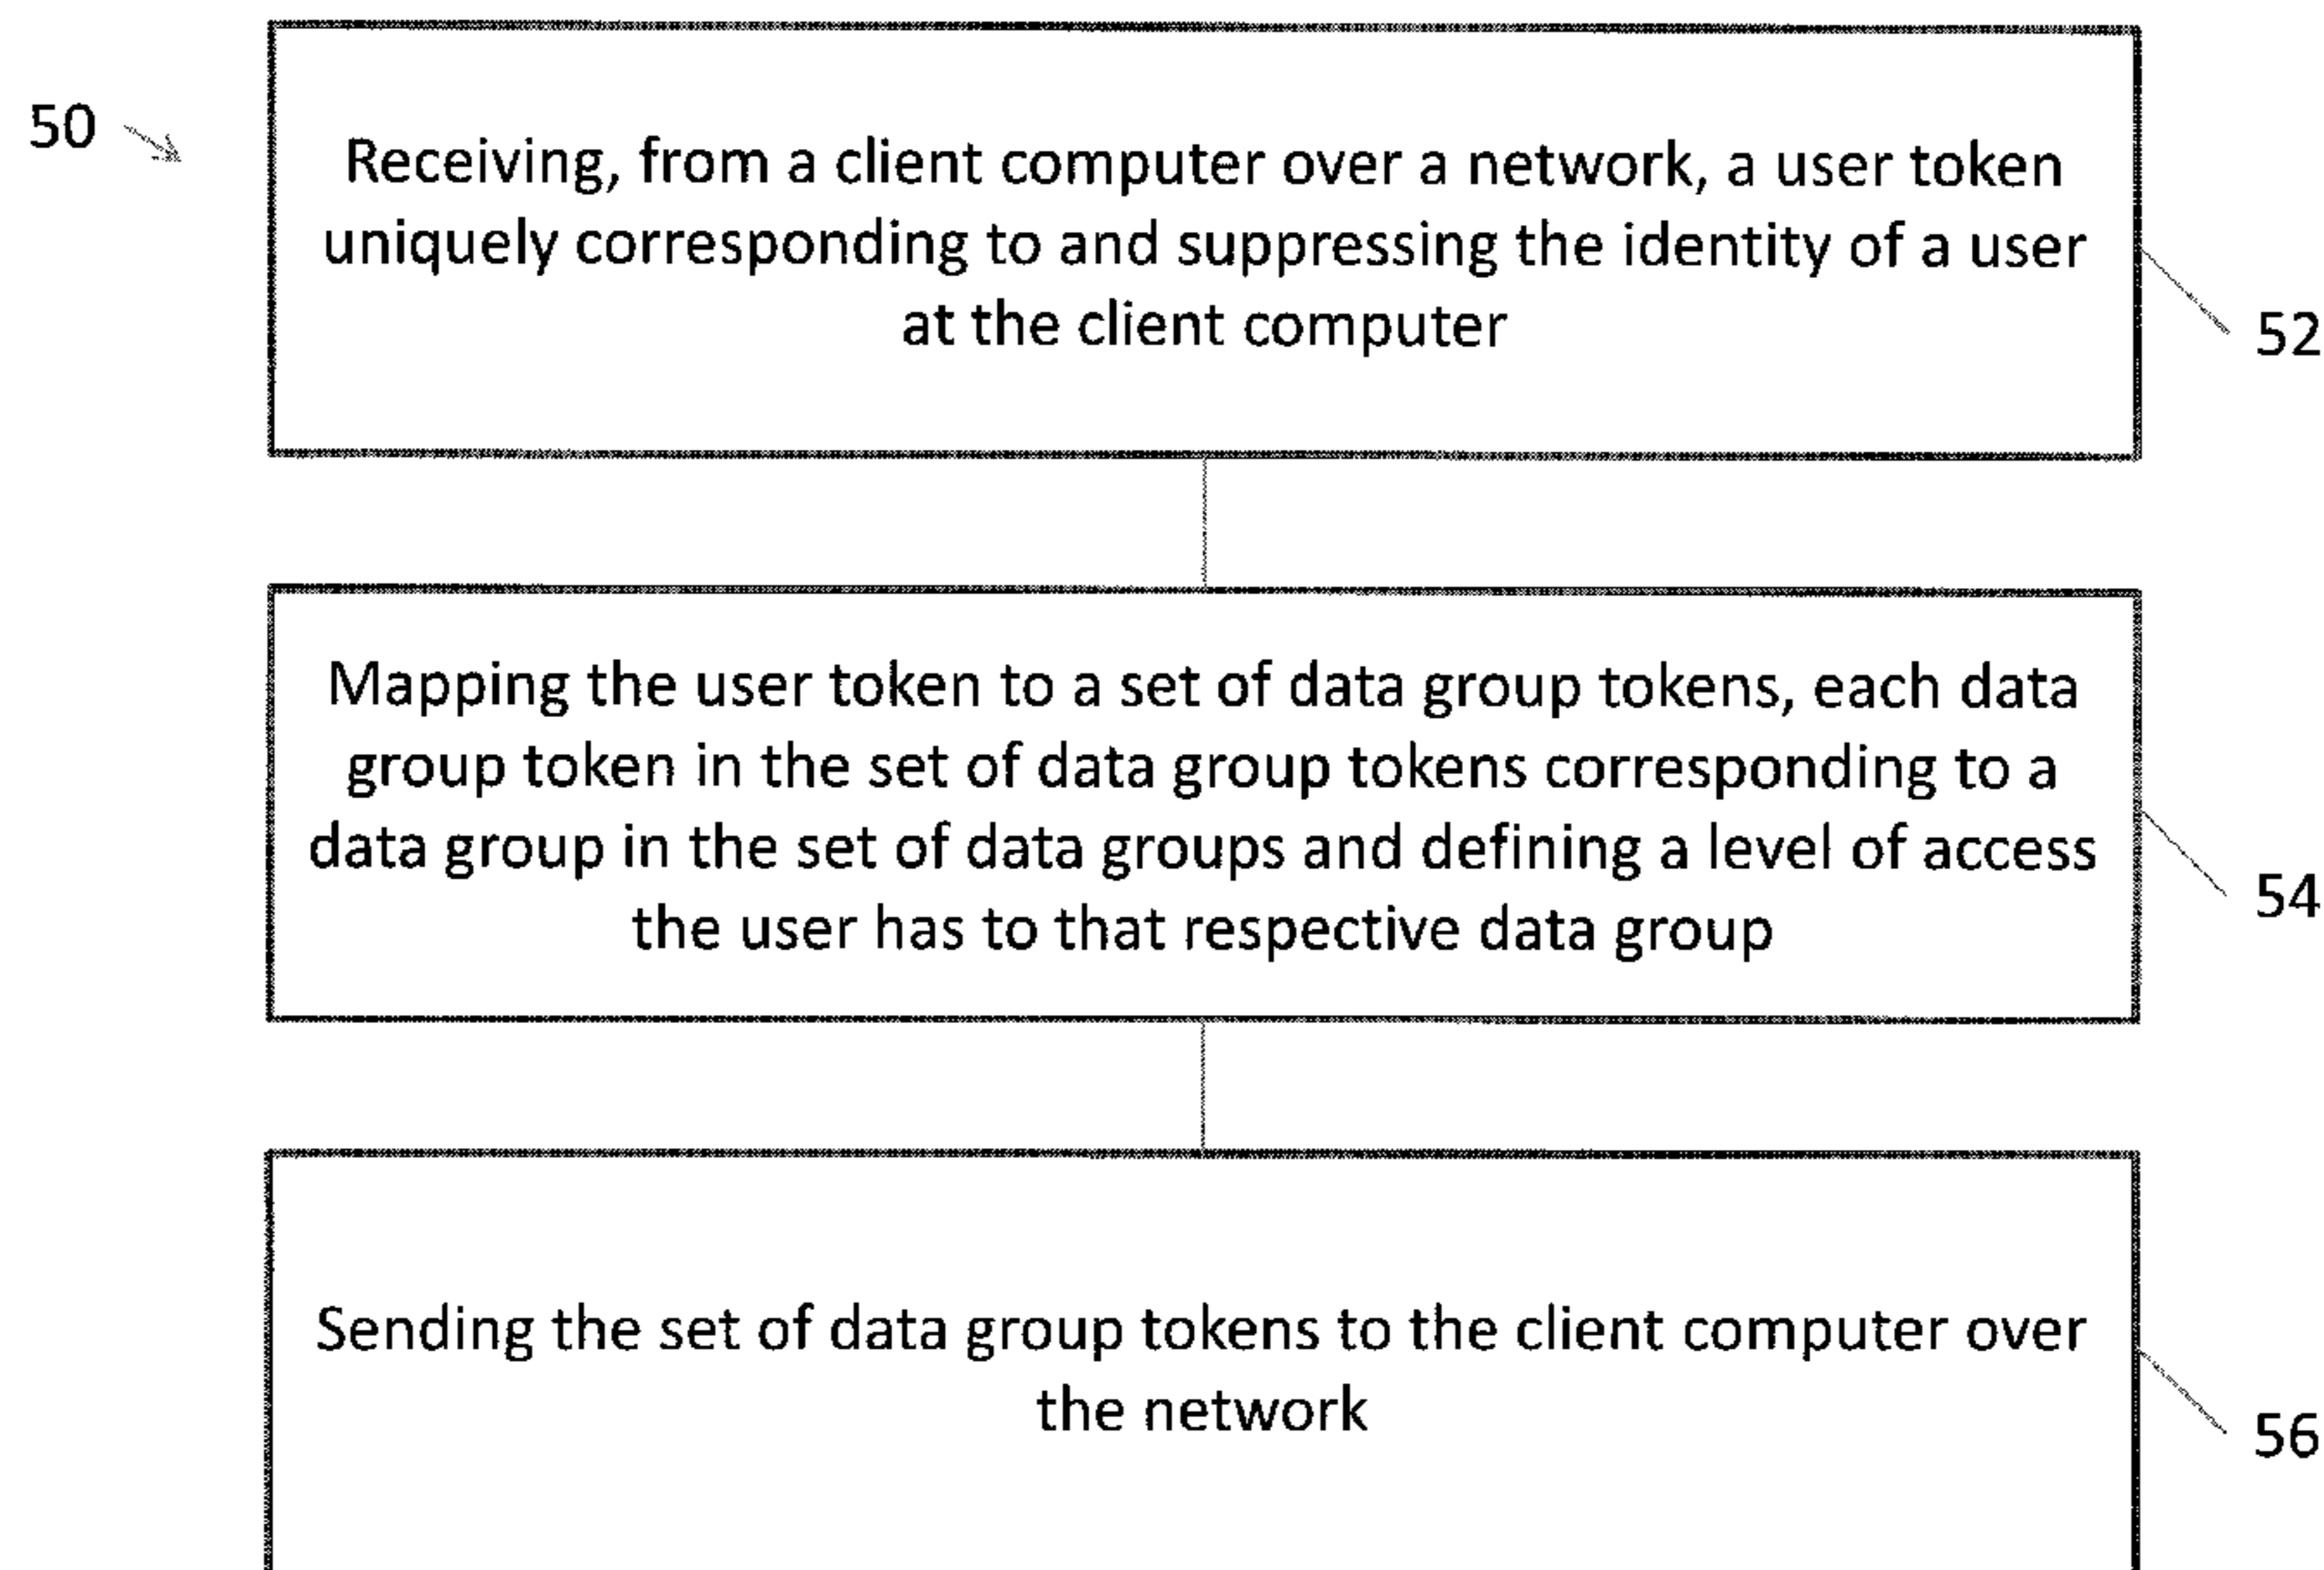 50
Receiving, from a client computer over a network, a user token
uniquely corresponding to and suppressing the identity of a user
at the client computer
52
Mapping the user token to a set of data group tokens, each data
group token in the set of data group tokens corresponding to a
data group in the set of data groups and defining a level of access
the user has to that respective data group
54
Sending the set of data group tokens to the client computer over
the network
56